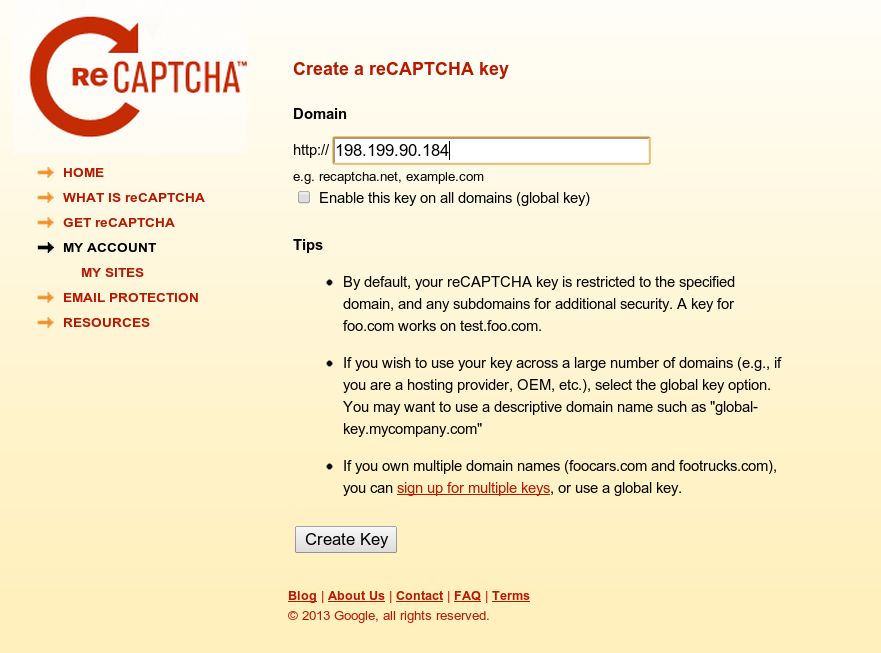 reCAPTCHA™
HOME
WHAT IS reCAPTCHA
GET reCAPTCHA
MY ACCOUNT
MY SITES
EMAIL PROTECTION
RESOURCES
Create a reCAPTCHA key
Domain
http:// 198.199.90.184
e.g. recaptcha.net, example.com
Enable this key on all domains (global key)
Tips
By default, your reCAPTCHA key is restricted to the specified
domain, and any subdomains for additional security. A key for
foo.com works on test.foo.com.
If you wish to use your key across a large number of domains (e.g., if
you are a hosting provider, OEM, etc.), select the global key option.
You may want to use a descriptive domain name such as "global-
key.mycompany.com"
If you own multiple domain names (foocars.com and footrucks.com),
you can sign up for multiple keys, or use a global key.
Create Key
Blog | About Us | Contact | FAQ | Terms
© 2013 Google, all rights reserved.